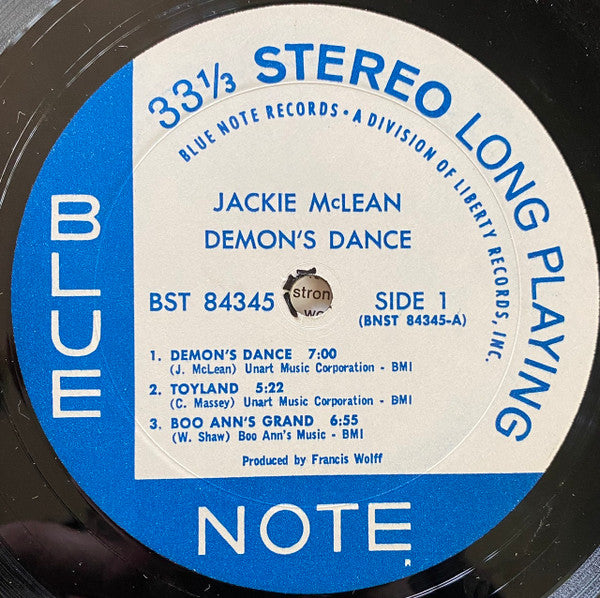 33⅓ STEREO LONG PLAYING
BLUE NOTE RECORDS • A DIVISION OF LIBERTY RECORDS, INC.
JACKIE McLEAN
DEMON'S DANCE
BST 84345
SIDE 1
(BNST 84345-A)
stron
1. DEMON'S DANCE 7:00
(J. McLean) Unart Music Corporation - BMI
2. TOYLAND 5:22
(C. Massey) Unart Music Corporation - BMI
3. BOO ANN'S GRAND 6:55
(W. Shaw) Boo Ann's Music - BMI
Produced by Francis Wolff
BLUE
NOTE
R